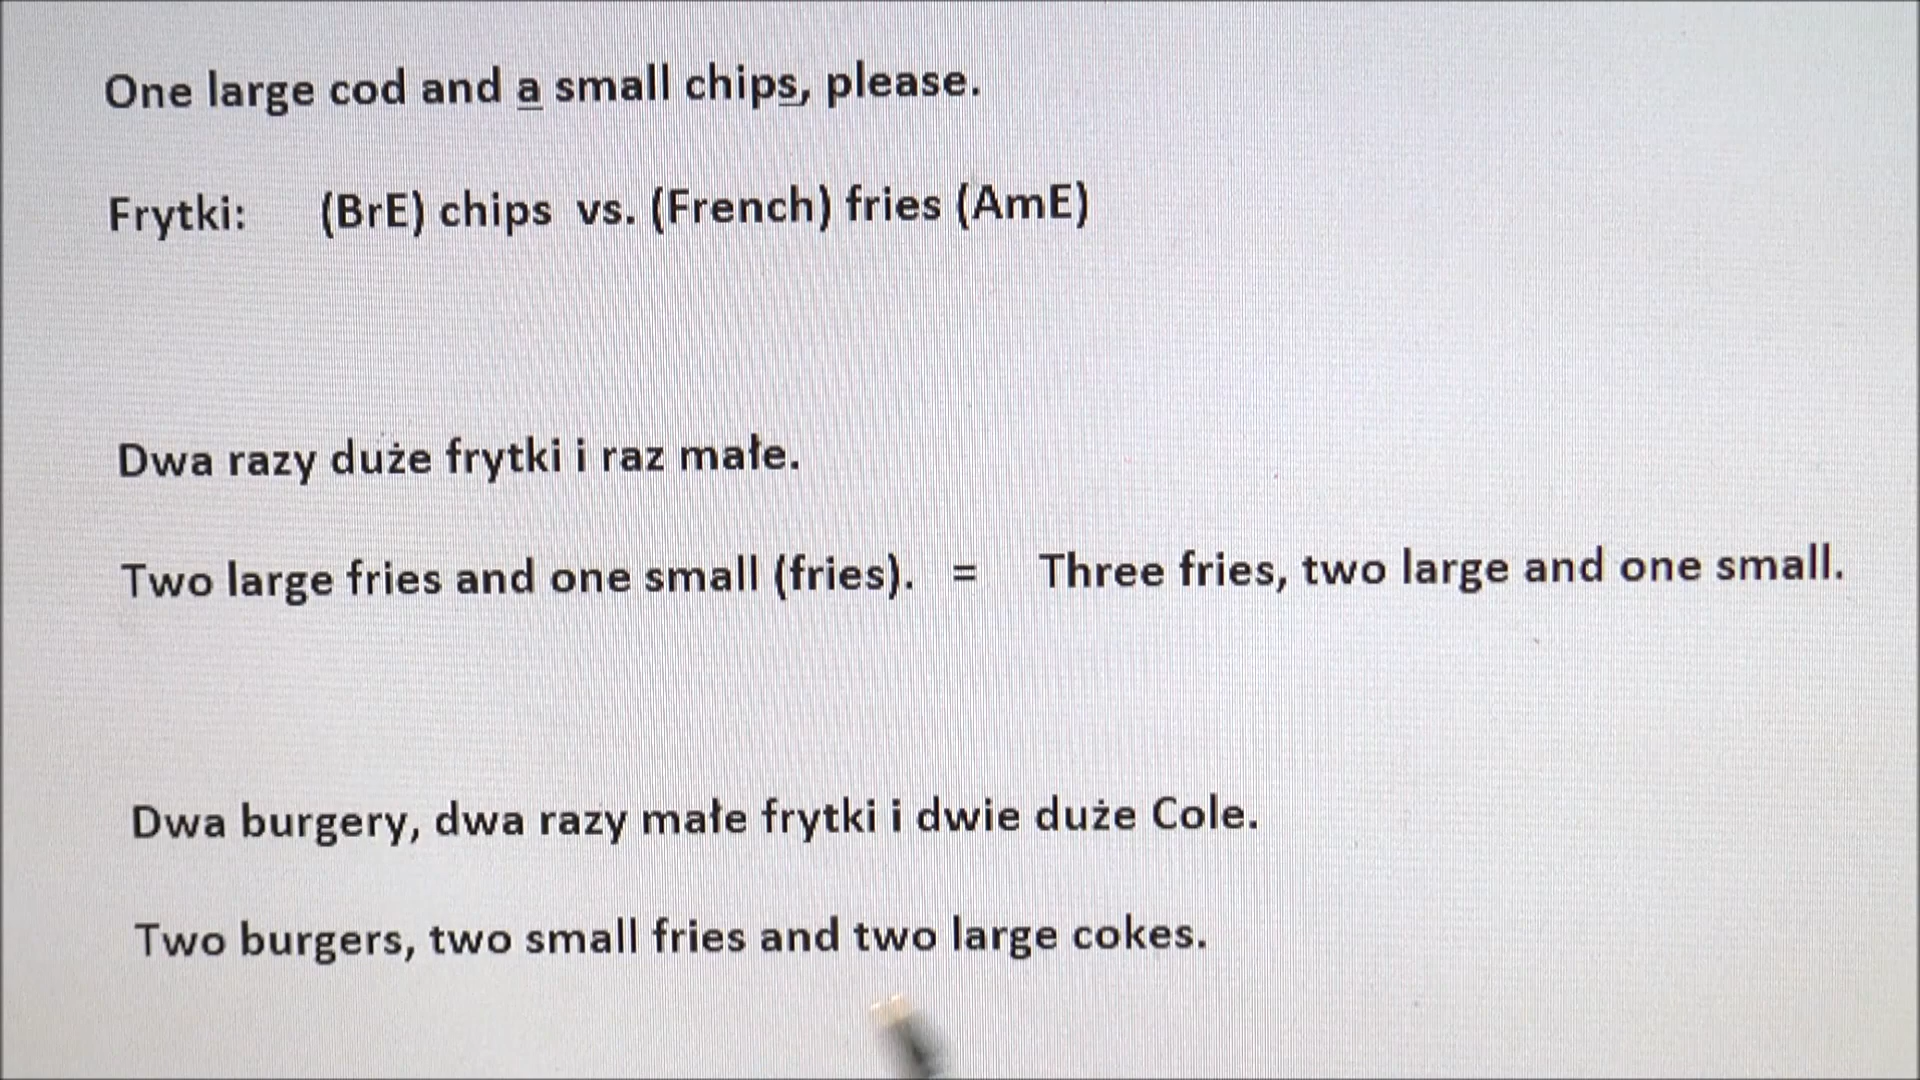 One large cod and a small chips, please.
Frytki: (BrE) chips vs. (French) fries (AmE)
Dwa razy duże frytki i raz małe.
Two large fries and one small (fries). = Three fries, two large and one small.
Dwa burgery, dwa razy małe frytki i dwie duże Cole.
Two burgers, two small fries and two large cokes.